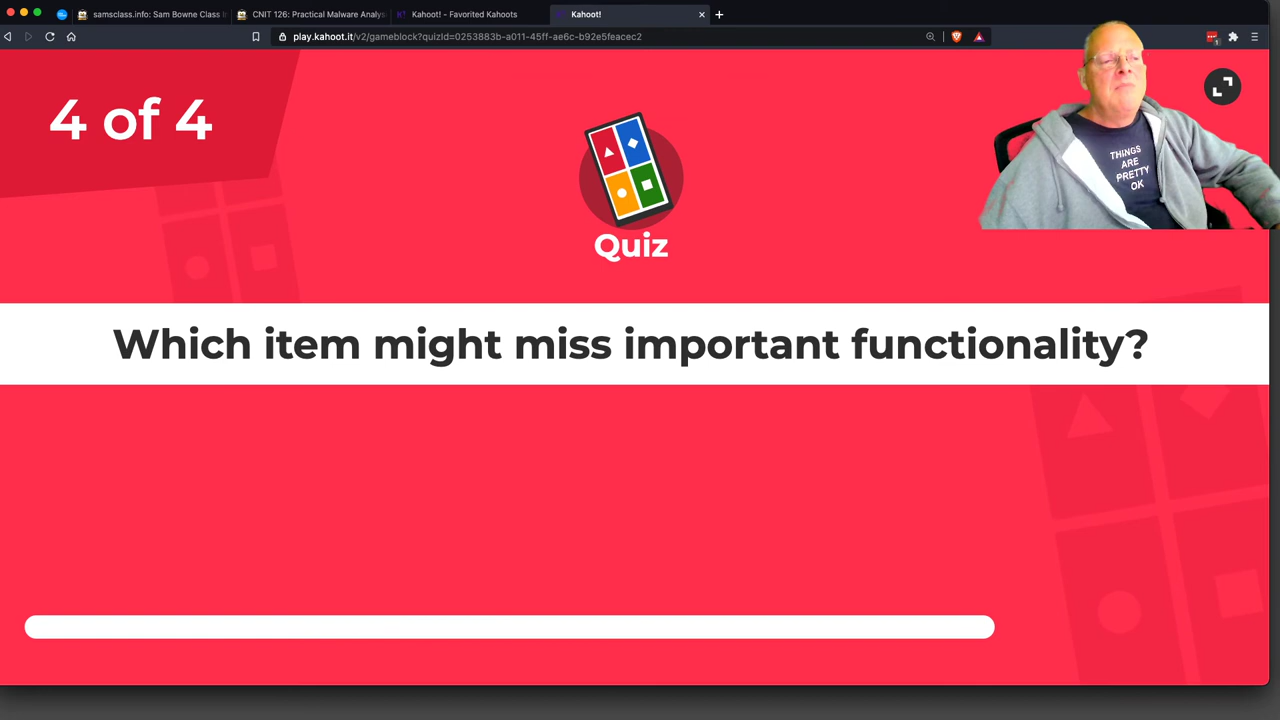 samsclass.info: Sam Bowne Class I
CNIT 126: Practical Malware Analys
Kahoot! - Favorited Kahoots
Kahoot!
play.kahoot.it/v2/gameblock?quizId=0253883b-a011-45ff-ae6c-b92e5feacec2
4 of 4
THINGS
ARE
PRETTY
OK
Quiz
Which item might miss important functionality?